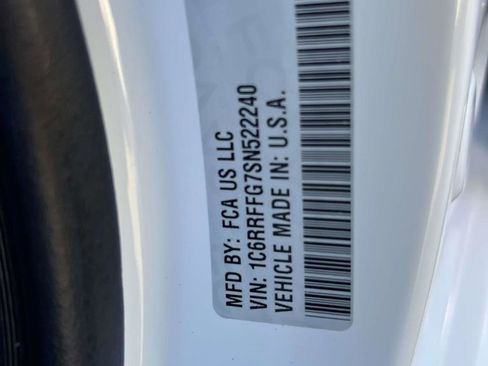 MFD BY: FCA US LLC
VIN: 1C6RRFFG7SN522240
VEHICLE MADE IN: U.S.A.